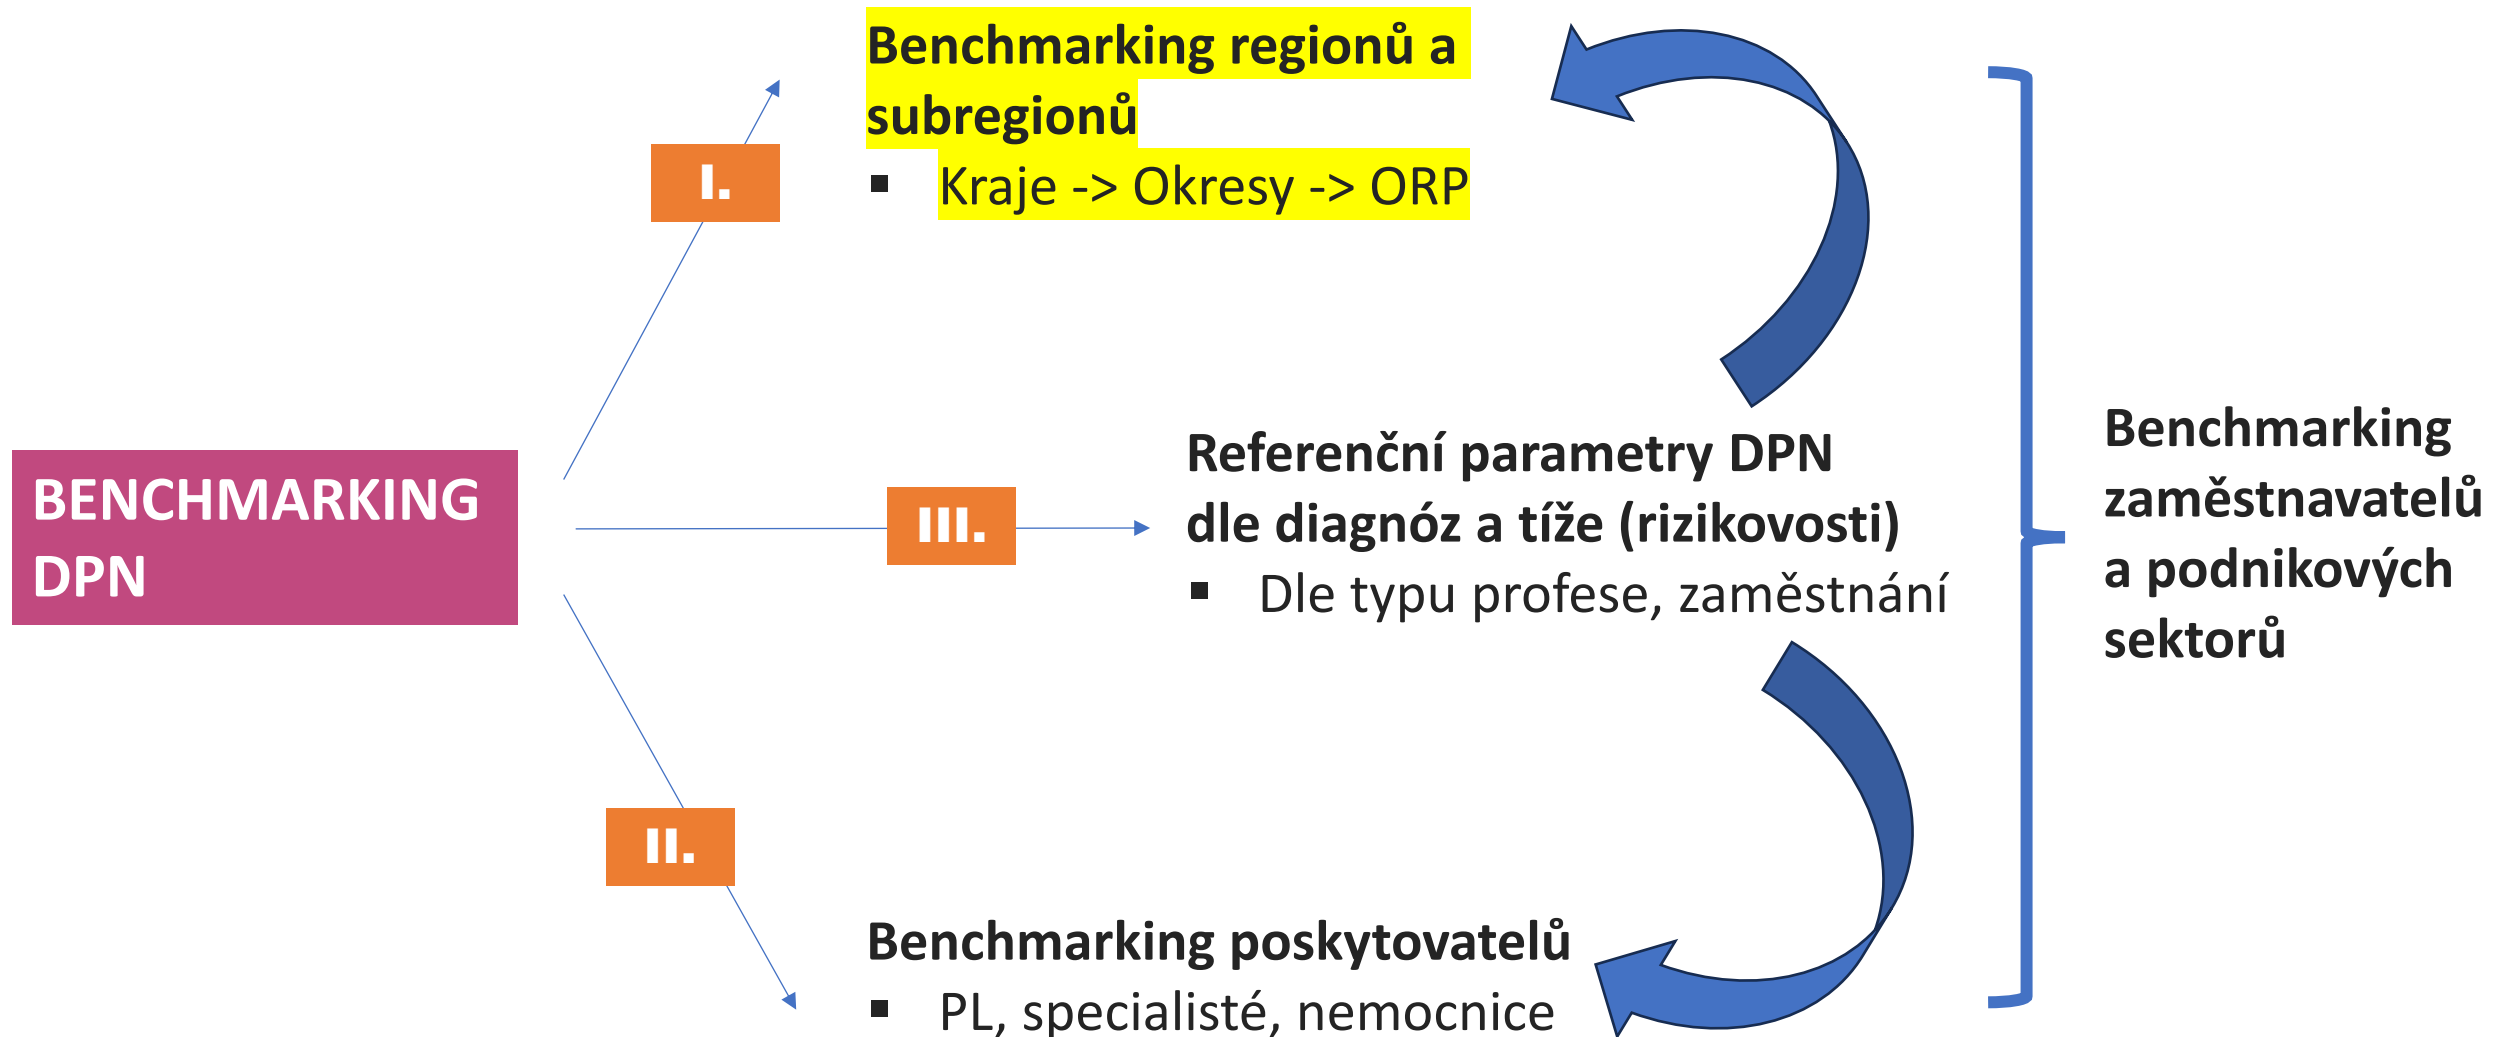 Benchmarking regionů a
subregionů
▪ Kraje -> Okresy -> ORP
I.
BENCHMARKING
DPN
III.
Referenční parametry DPN
dle diagnóz a tíže (rizikovosti)
▪ Dle typu profese, zaměstnání
Benchmarking
zaměstnavatelů
a podnikových
sektorů
II.
Benchmarking poskytovatelů
▪ PL, specialité, nemocnice